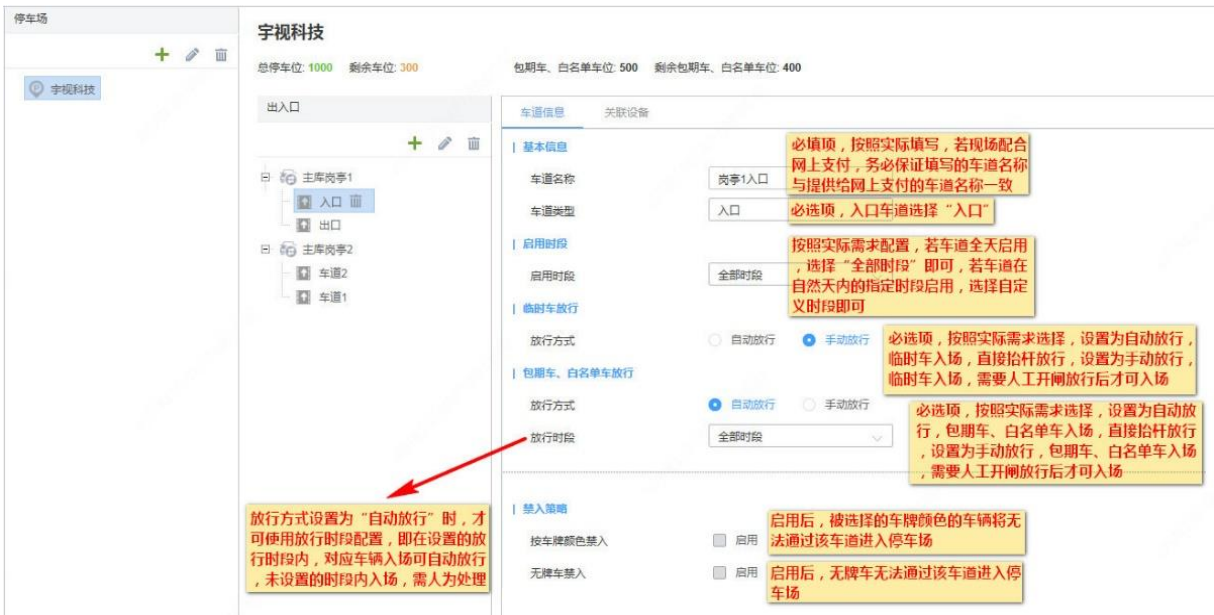 停车场
宇视科技
宇视科技
总停车位: 1000 剩余车位: 300 包期车、白名单车位: 500 剩余包期车、白名单车位: 400
出入口
主库岗亭1
入口
出口
主库岗亭2
车道2
车道1
车道信息 关联设备
基本信息
车道名称 岗亭1入口
必填项，按照实际填写，若现场配合
网上支付，务必保证填写的车道名称
与提供给网上支付的车道名称一致
车道类型 入口
必选项，入口车道选择“入口”
启用时段
启用时段 全部时段
按照实际需求配置，若车道全天启用
，选择“全部时段”即可，若车道在
自然天内的指定时段启用，选择自定
义时段即可
临时车放行
放行方式 自动放行 手动放行
必选项，按照实际需求选择，设置为自动放行，
临时车入场，直接抬杆放行，设置为手动放行，
临时车入场，需要人工开闸放行后才可入场
包期车、白名单车放行
放行方式 自动放行 手动放行
放行时段 全部时段
必选项，按照实际需求选择，设置为自动放
行，包期车、白名单车入场，直接抬杆放行
，设置为手动放行，包期车、白名单车入场
，需要人工开闸放行后才可入场
放行方式设置为“自动放行”时，才
可使用放行时段配置，即在设置的放
行时段内，对应车辆入场可自动放行
，未设置的时段内入场，需人为处理
禁入策略
按车牌颜色禁入 启用
启用后，被选择的车牌颜色的车辆将无
法通过该车道进入停车场
无牌车禁入 启用
启用后，无牌车无法通过该车道进入停
车场